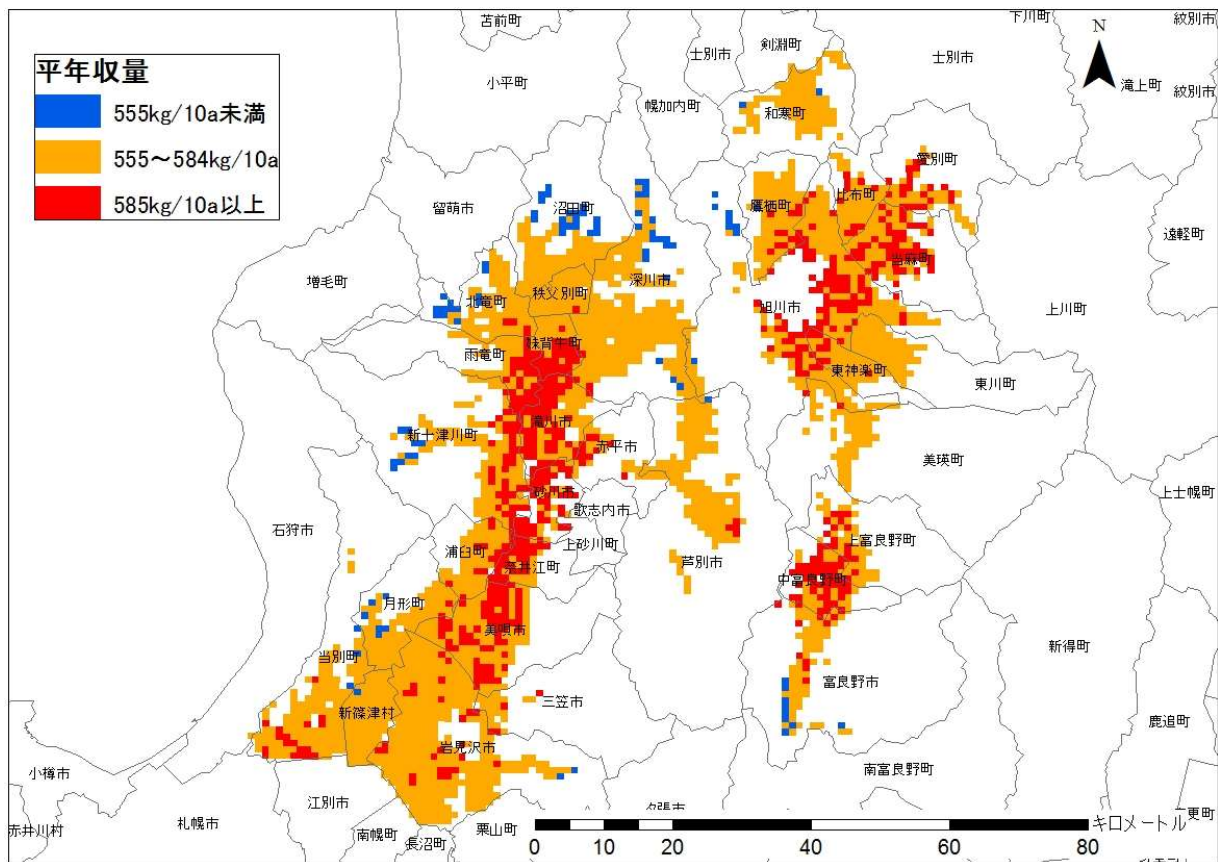 苫前町
下川町
紋別市
剣淵町
士別市
士別市
小平町
滝上町
紋別市
幌加内町
和寒町
平年収量
555kg/10a未満
555～584kg/10a
585kg/10a以上
N
愛別町
比布町
鷹栖町
沼田町
留萌市
遠軽町
当麻町
増毛町
深川市
秩父別町
北竜町
旭川市
上川町
妹背牛町
雨竜町
東神楽町
東川町
滝川市
新十津川町
赤平市
美瑛町
砂川市
上士幌町
歌志内市
石狩市
上富良野町
上砂川町
浦臼町
奈井江町
芦別市
中富良野町
月形町
美唄市
新得町
当別町
富良野市
三笠市
新篠津村
鹿追町
岩見沢市
小樽市
南富良野町
江別市
夕張市
札幌市
赤井川村
南幌町
栗山町
長沼町
キロメートル
0 10 20 40 60 80